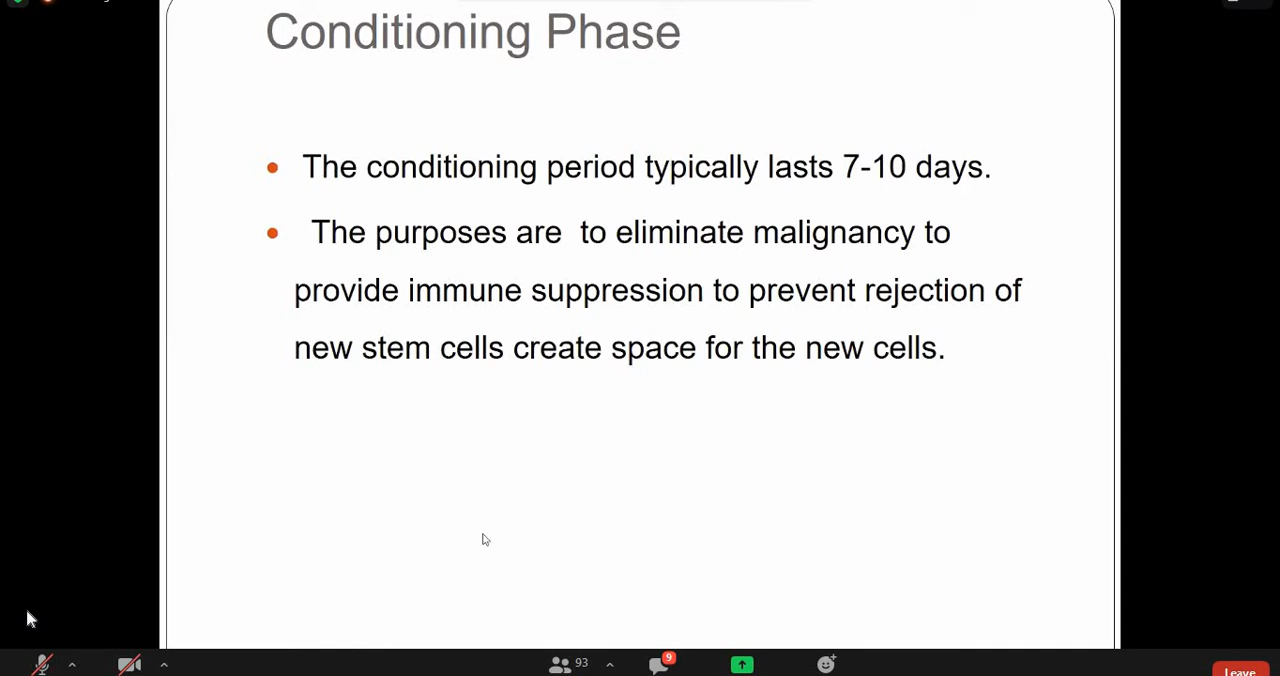 Conditioning Phase
• The conditioning period typically lasts 7-10 days.
• The purposes are  to eliminate malignancy to
provide immune suppression to prevent rejection of
new stem cells create space for the new cells.
93
9
Leave